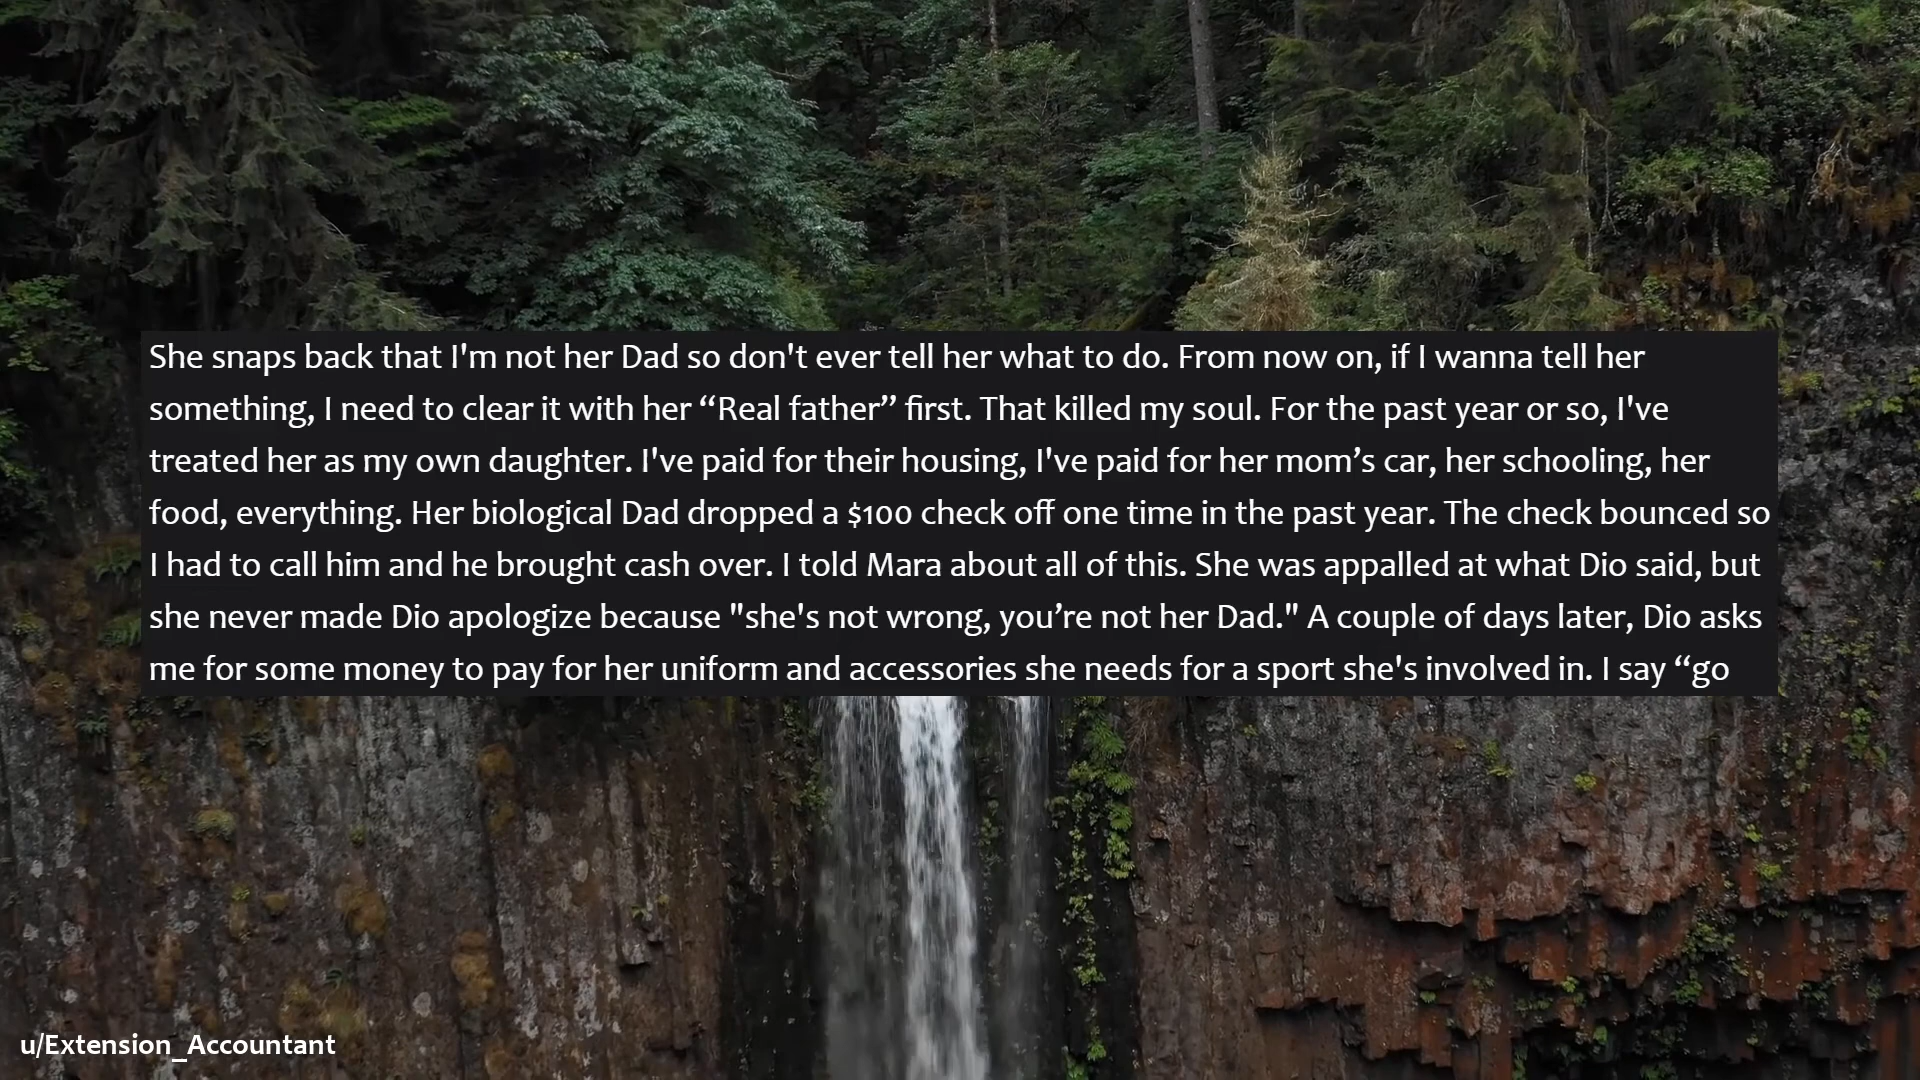 She snaps back that I'm not her Dad so don't ever tell her what to do. From now on, if I wanna tell her
something, I need to clear it with her “Real father” first. That killed my soul. For the past year or so, I've
treated her as my own daughter. I've paid for their housing, I've paid for her mom’s car, her schooling, her
food, everything. Her biological Dad dropped a $100 check off one time in the past year. The check bounced so
I had to call him and he brought cash over. I told Mara about all of this. She was appalled at what Dio said, but
she never made Dio apologize because "she's not wrong, you’re not her Dad." A couple of days later, Dio asks
me for some money to pay for her uniform and accessories she needs for a sport she's involved in. I say “go
u/Extension_Accountant